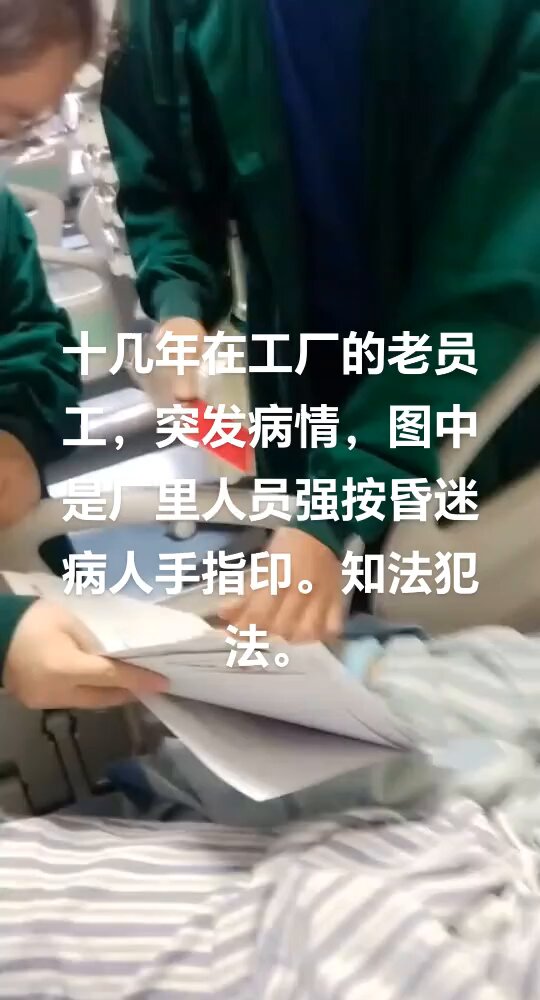 十几年在工厂的老员
工，突发病情，图中
是厂里人员强按昏迷
病人手指印。知法犯
法。